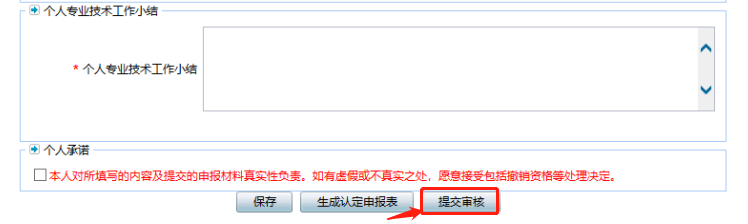 个人专业技术工作小结
* 个人专业技术工作小结
个人承诺
本人对所填写的内容及提交的申报材料真实性负责。如有虚假或不真实之处，愿意接受包括撤销资格等处理决定。
保存 生成认定申报表 提交审核